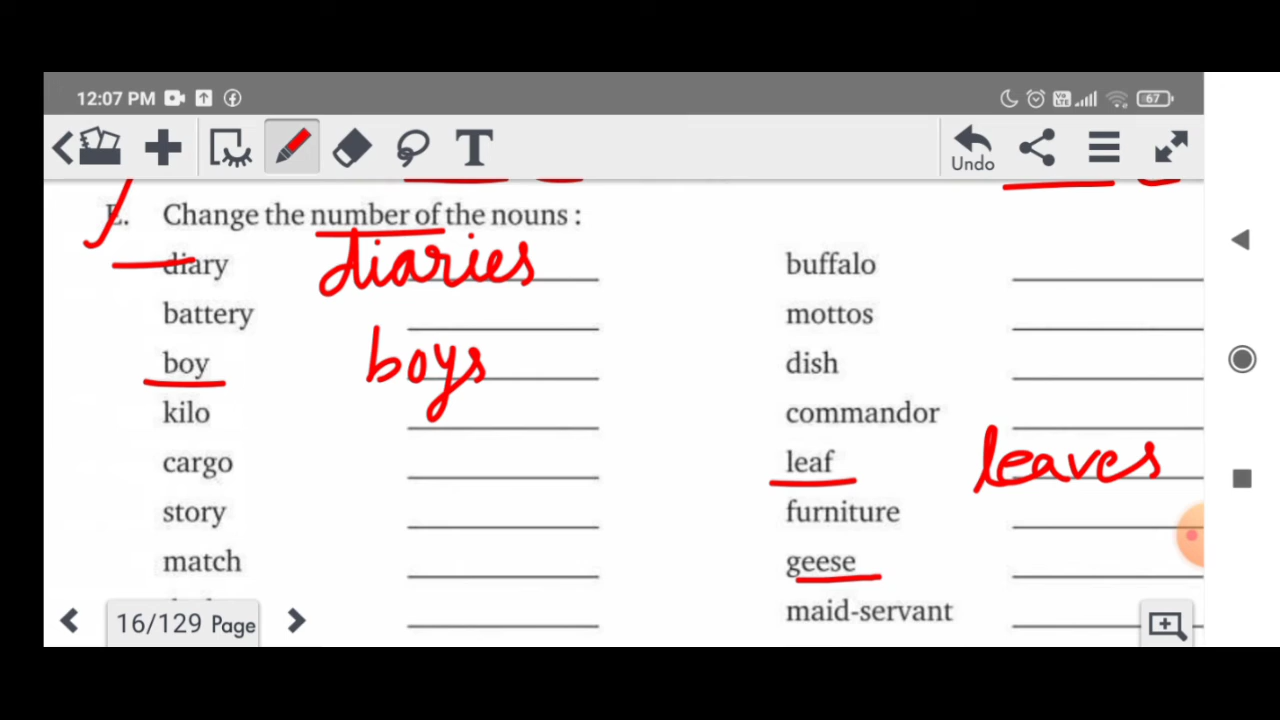 12:07 PM
67
T
Undo
E. Change the number of the nouns :
diary diaries buffalo
battery mottos
boy boys dish
kilo commandor
cargo leaf leaves
story furniture
match geese
maid-servant
16/129 Page